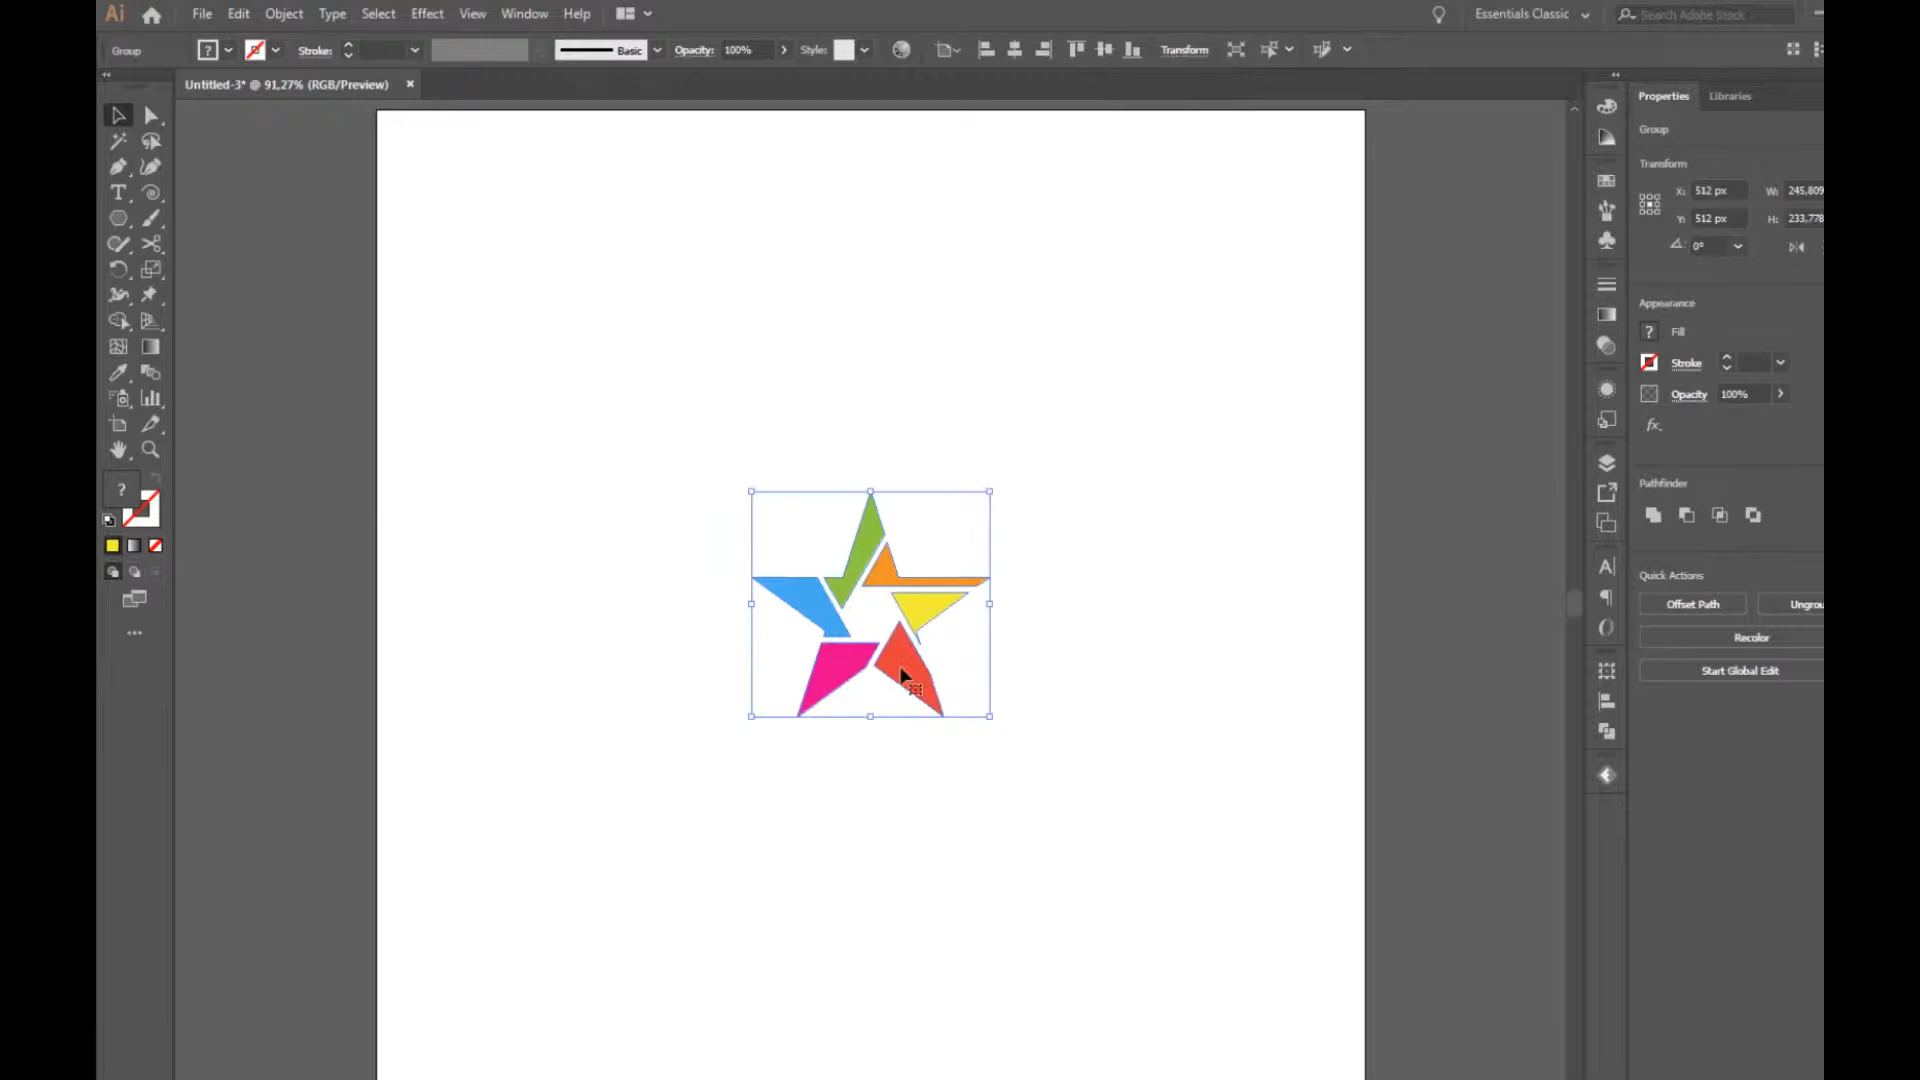 Ai File Edit Object Type Select Effect View Window Help Essentials Classic Search Adobe Stock
Group ? Stroke: Basic Opacity: 100% Style: Transform
Untitled-3* @ 91,27% (RGB/Preview) ×
Properties Libraries
Group
Transform
X: 512 px W: 245,809
Y: 512 px H: 233,778
0°
Appearance
? Fill
Stroke
Opacity 100%
fx
Pathfinder
?
Quick Actions
Offset Path Ungrou
Recolor
Start Global Edit